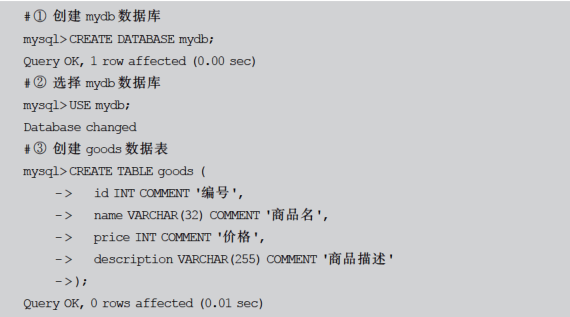 #① 创建 mydb 数据库
mysql>CREATE DATABASE mydb;
Query OK, 1 row affected (0.00 sec)
#② 选择 mydb 数据库
mysql>USE mydb;
Database changed
#③ 创建 goods 数据表
mysql>CREATE TABLE goods (
-> id INT COMMENT '编号',
-> name VARCHAR(32) COMMENT '商品名',
-> price INT COMMENT '价格',
-> description VARCHAR(255) COMMENT '商品描述'
->);
Query OK, 0 rows affected (0.01 sec)